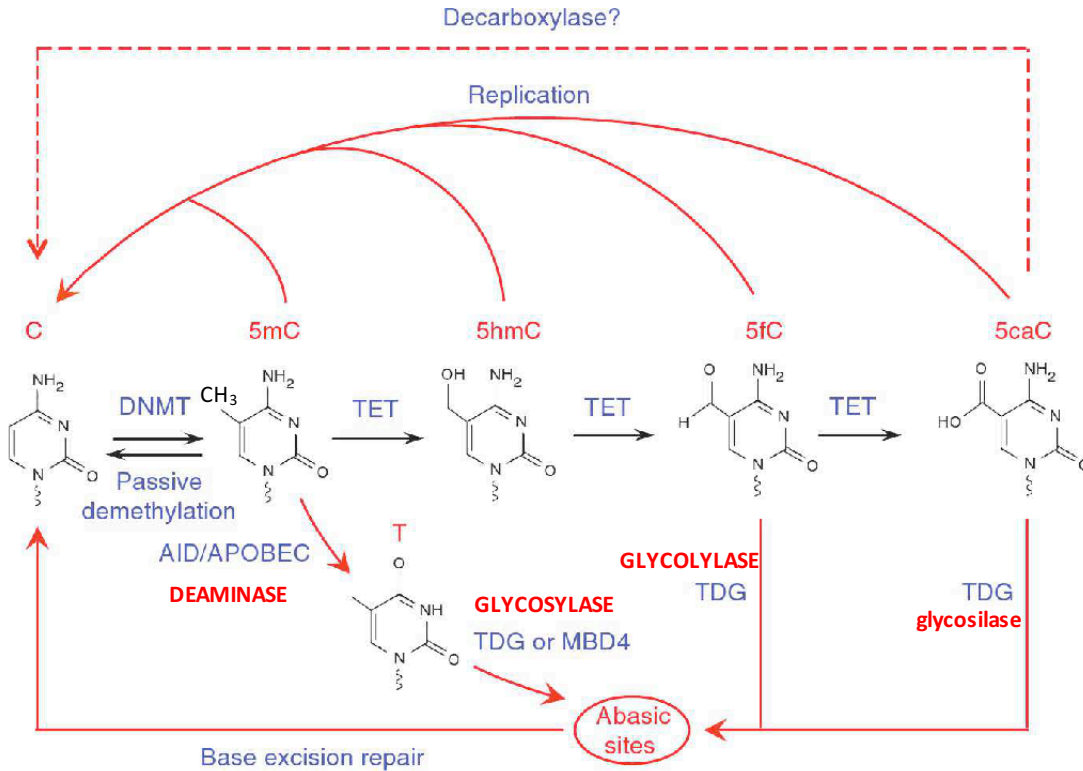 Decarboxylase?
Replication
C
5mC
5hmC
5fC
5caC
NH₂
N
N
O
DNMT
Passive
demethylation
CH₃
NH₂
N
N
O
TET
OH
NH₂
N
N
O
TET
O
H
NH₂
N
N
O
TET
O
HO
NH₂
N
N
O
AID/APOBEC
DEAMINASE
T
O
NH
N
O
GLYCOSYLASE
TDG or MBD4
GLYCOLYLASE
TDG
TDG
glycosilase
Abasic
sites
Base excision repair